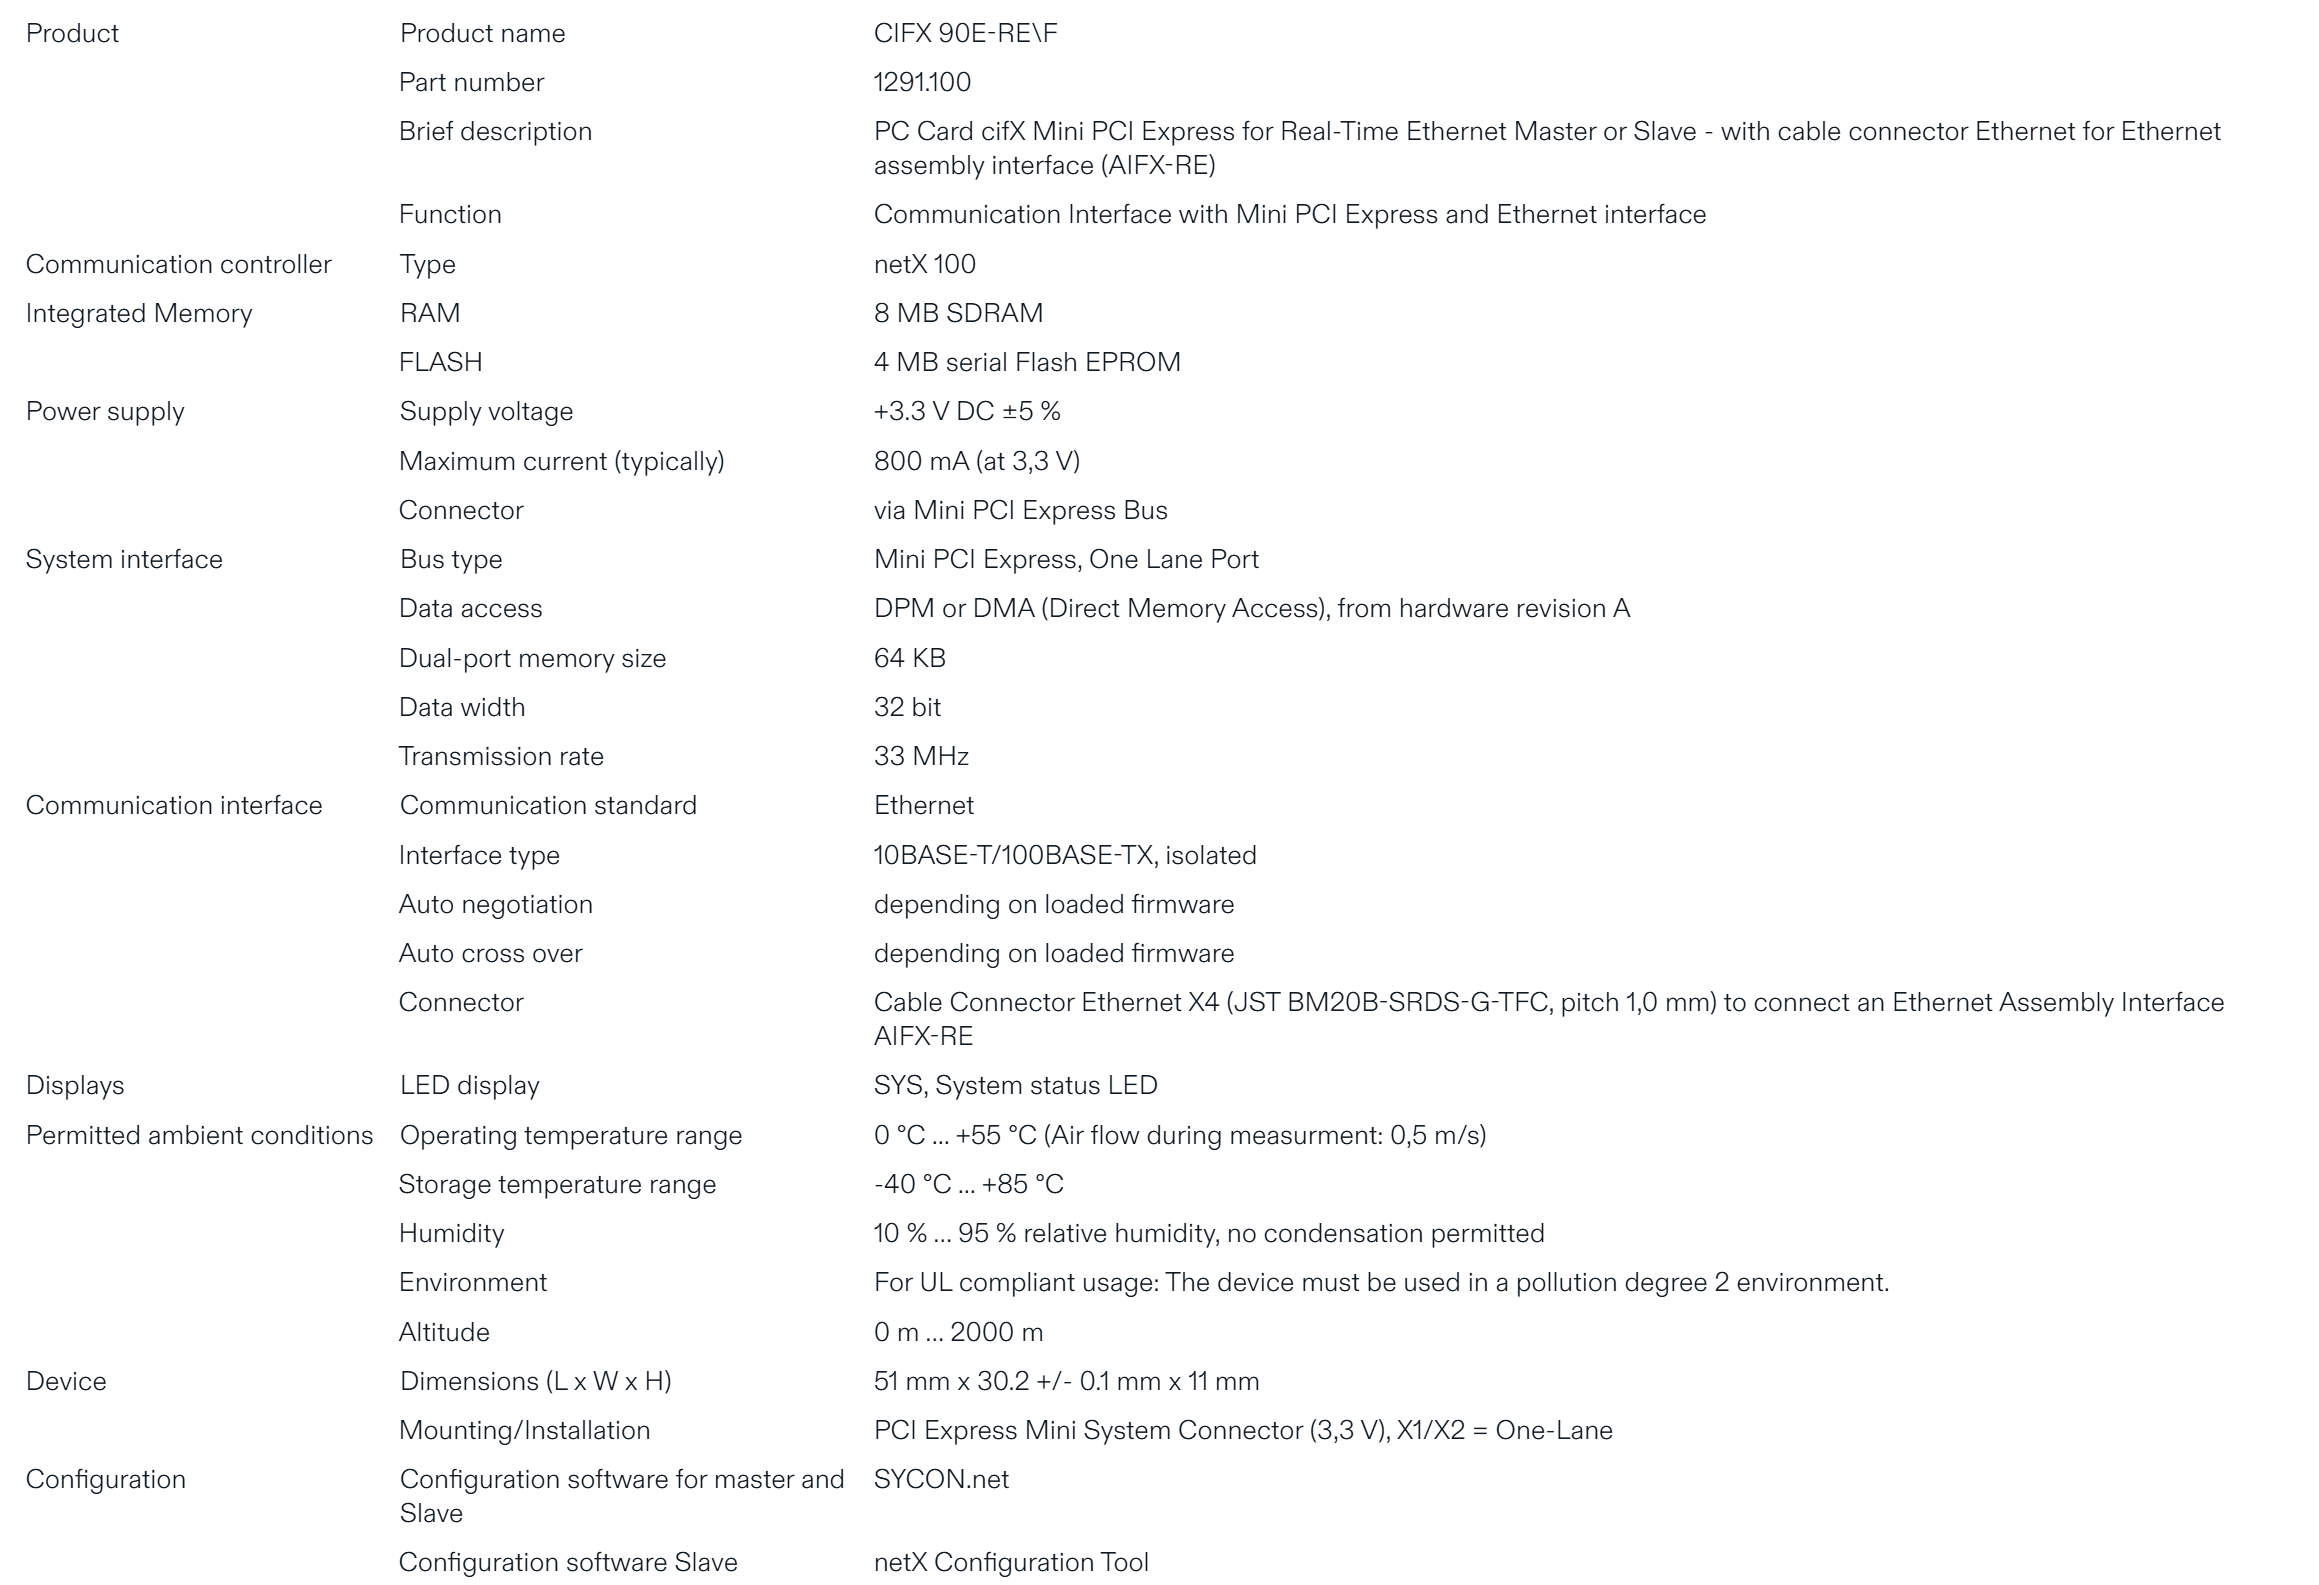 Product Product name CIFX 90E-RE\F
Part number 1291.100
Brief description PC Card cifX Mini PCI Express for Real-Time Ethernet Master or Slave - with cable connector Ethernet for Ethernet
assembly interface (AIFX-RE)
Function Communication Interface with Mini PCI Express and Ethernet interface
Communication controller Type netX 100
Integrated Memory RAM 8 MB SDRAM
FLASH 4 MB serial Flash EPROM
Power supply Supply voltage +3.3 V DC ±5 %
Maximum current (typically) 800 mA (at 3,3 V)
Connector via Mini PCI Express Bus
System interface Bus type Mini PCI Express, One Lane Port
Data access DPM or DMA (Direct Memory Access), from hardware revision A
Dual-port memory size 64 KB
Data width 32 bit
Transmission rate 33 MHz
Communication interface Communication standard Ethernet
Interface type 10BASE-T/100BASE-TX, isolated
Auto negotiation depending on loaded firmware
Auto cross over depending on loaded firmware
Connector Cable Connector Ethernet X4 (JST BM20B-SRDS-G-TFC, pitch 1,0 mm) to connect an Ethernet Assembly Interface
AIFX-RE
Displays LED display SYS, System status LED
Permitted ambient conditions Operating temperature range 0 °C ... +55 °C (Air flow during measurment: 0,5 m/s)
Storage temperature range -40 °C ... +85 °C
Humidity 10 % ... 95 % relative humidity, no condensation permitted
Environment For UL compliant usage: The device must be used in a pollution degree 2 environment.
Altitude 0 m ... 2000 m
Device Dimensions (L x W x H) 51 mm x 30.2 +/- 0.1 mm x 11 mm
Mounting/Installation PCI Express Mini System Connector (3,3 V), X1/X2 = One-Lane
Configuration Configuration software for master and SYCON.net
Slave
Configuration software Slave netX Configuration Tool